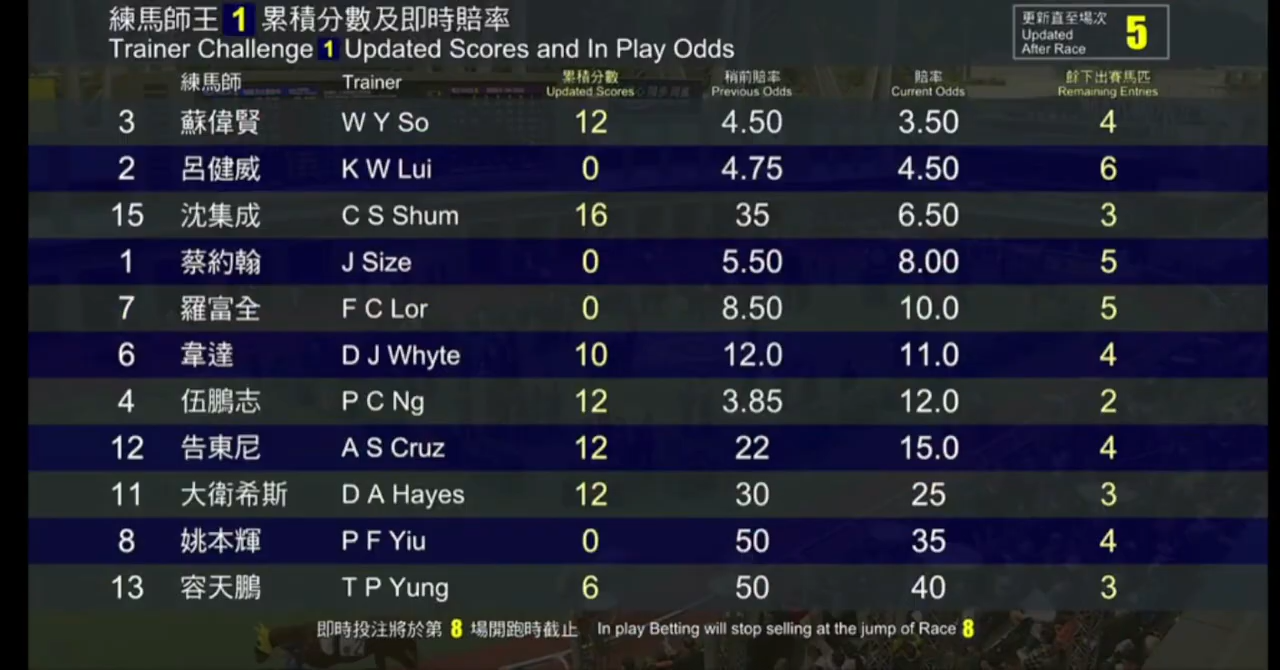 練馬師王 1 累積分數及即時賠率
Trainer Challenge 1 Updated Scores and In Play Odds
更新直至場次
Updated
After Race
5
練馬師 Trainer 累積分數 稍前賠率 賠率 餘下出賽馬匹
Updated Scores Previous Odds Current Odds Remaining Entries
3 蘇偉賢 W Y So 12 4.50 3.50 4
2 呂健威 K W Lui 0 4.75 4.50 6
15 沈集成 C S Shum 16 35 6.50 3
1 蔡約翰 J Size 0 5.50 8.00 5
7 羅富全 F C Lor 0 8.50 10.0 5
6 韋達 D J Whyte 10 12.0 11.0 4
4 伍鵬志 P C Ng 12 3.85 12.0 2
12 告東尼 A S Cruz 12 22 15.0 4
11 大衛希斯 D A Hayes 12 30 25 3
8 姚本輝 P F Yiu 0 50 35 4
13 容天鵬 T P Yung 6 50 40 3
即時投注將於第 8 場開跑時截止 In play Betting will stop selling at the jump of Race 8